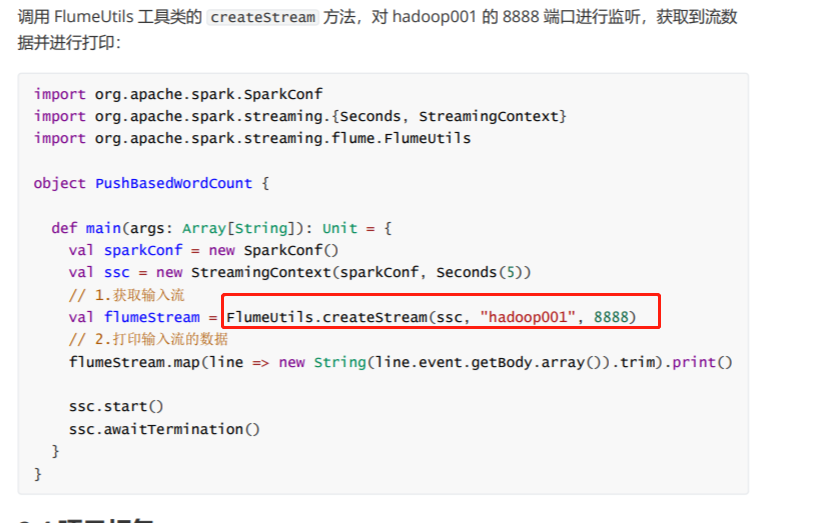 调用 FlumeUtils 工具类的 createStream 方法，对 hadoop001 的 8888 端口进行监听，获取到流数
据并进行打印：
import org.apache.spark.SparkConf
import org.apache.spark.streaming.{Seconds, StreamingContext}
import org.apache.spark.streaming.flume.FlumeUtils
object PushBasedWordCount {
def main(args: Array[String]): Unit = {
val sparkConf = new SparkConf()
val ssc = new StreamingContext(sparkConf, Seconds(5))
// 1.获取输入流
val flumeStream = FlumeUtils.createStream(ssc, "hadoop001", 8888)
// 2.打印输入流的数据
flumeStream.map(line => new String(line.event.getBody.array()).trim).print()
ssc.start()
ssc.awaitTermination()
}
}